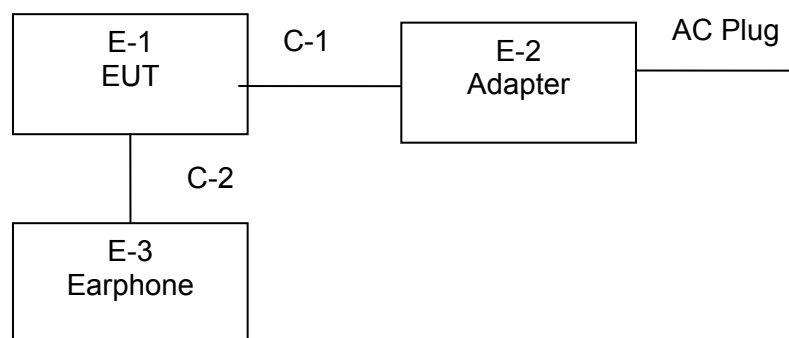 E-1
EUT
C-1
E-2
Adapter
AC Plug
C-2
E-3
Earphone